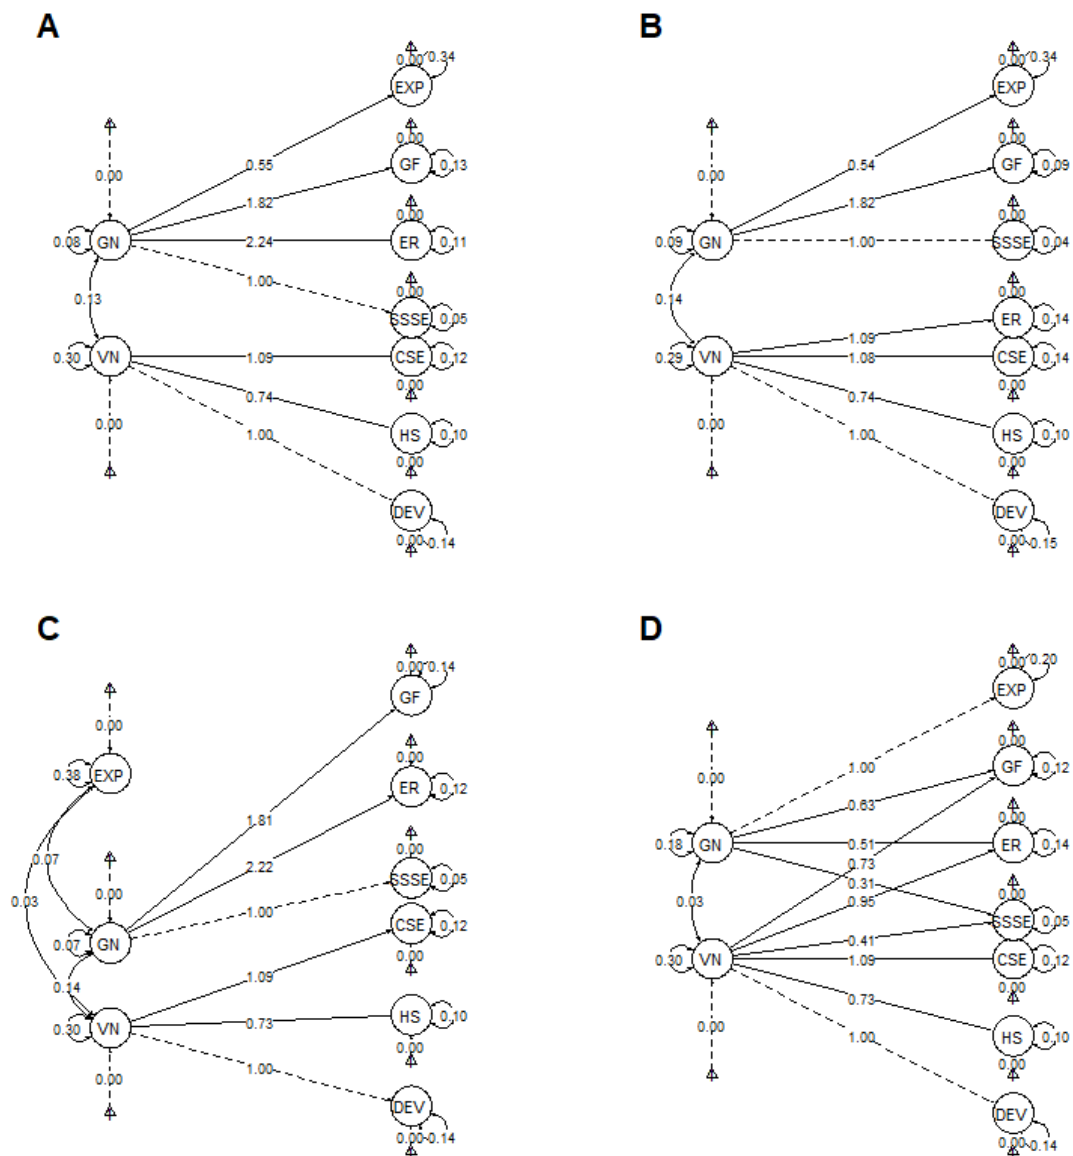 A
B
0.00 0.34
EXP
0.00
0.55
0.00
GF
0.13
1.82
0.00
0.08
GN
2.24
ER
0.11
1.00
0.00
0.13
SSSE
0.05
0.30
VN
1.09
CSE
0.12
0.00
0.74
0.00
HS
0.10
1.00
0.00
DEV
0.00 0.14
0.00 0.34
EXP
0.00
0.54
0.00
GF
0.09
1.82
0.00
0.09
GN
1.00
SSSE
0.04
0.00
0.14
ER
0.14
1.09
0.29
VN
1.08
CSE
0.14
0.00
0.74
0.00
HS
0.10
1.00
0.00
DEV
0.00 0.15
C
D
0.00 0.14
GF
0.00
0.38
EXP
0.00
ER
0.12
1.81
0.07
0.00
2.22
0.00
SSSE
0.05
0.03
1.00
0.07
GN
CSE
0.12
0.00
0.14
1.09
0.30
VN
0.73
HS
0.10
0.00
1.00
0.00
DEV
0.00 0.14
0.00 0.20
EXP
0.00
1.00
0.00
GF
0.12
0.63
0.00
0.18
GN
0.51
ER
0.14
0.73
0.31
0.00
0.03
0.95
SSSE
0.05
0.41
0.30
VN
1.09
CSE
0.12
0.00
0.73
0.00
HS
0.10
1.00
0.00
DEV
0.00 0.14